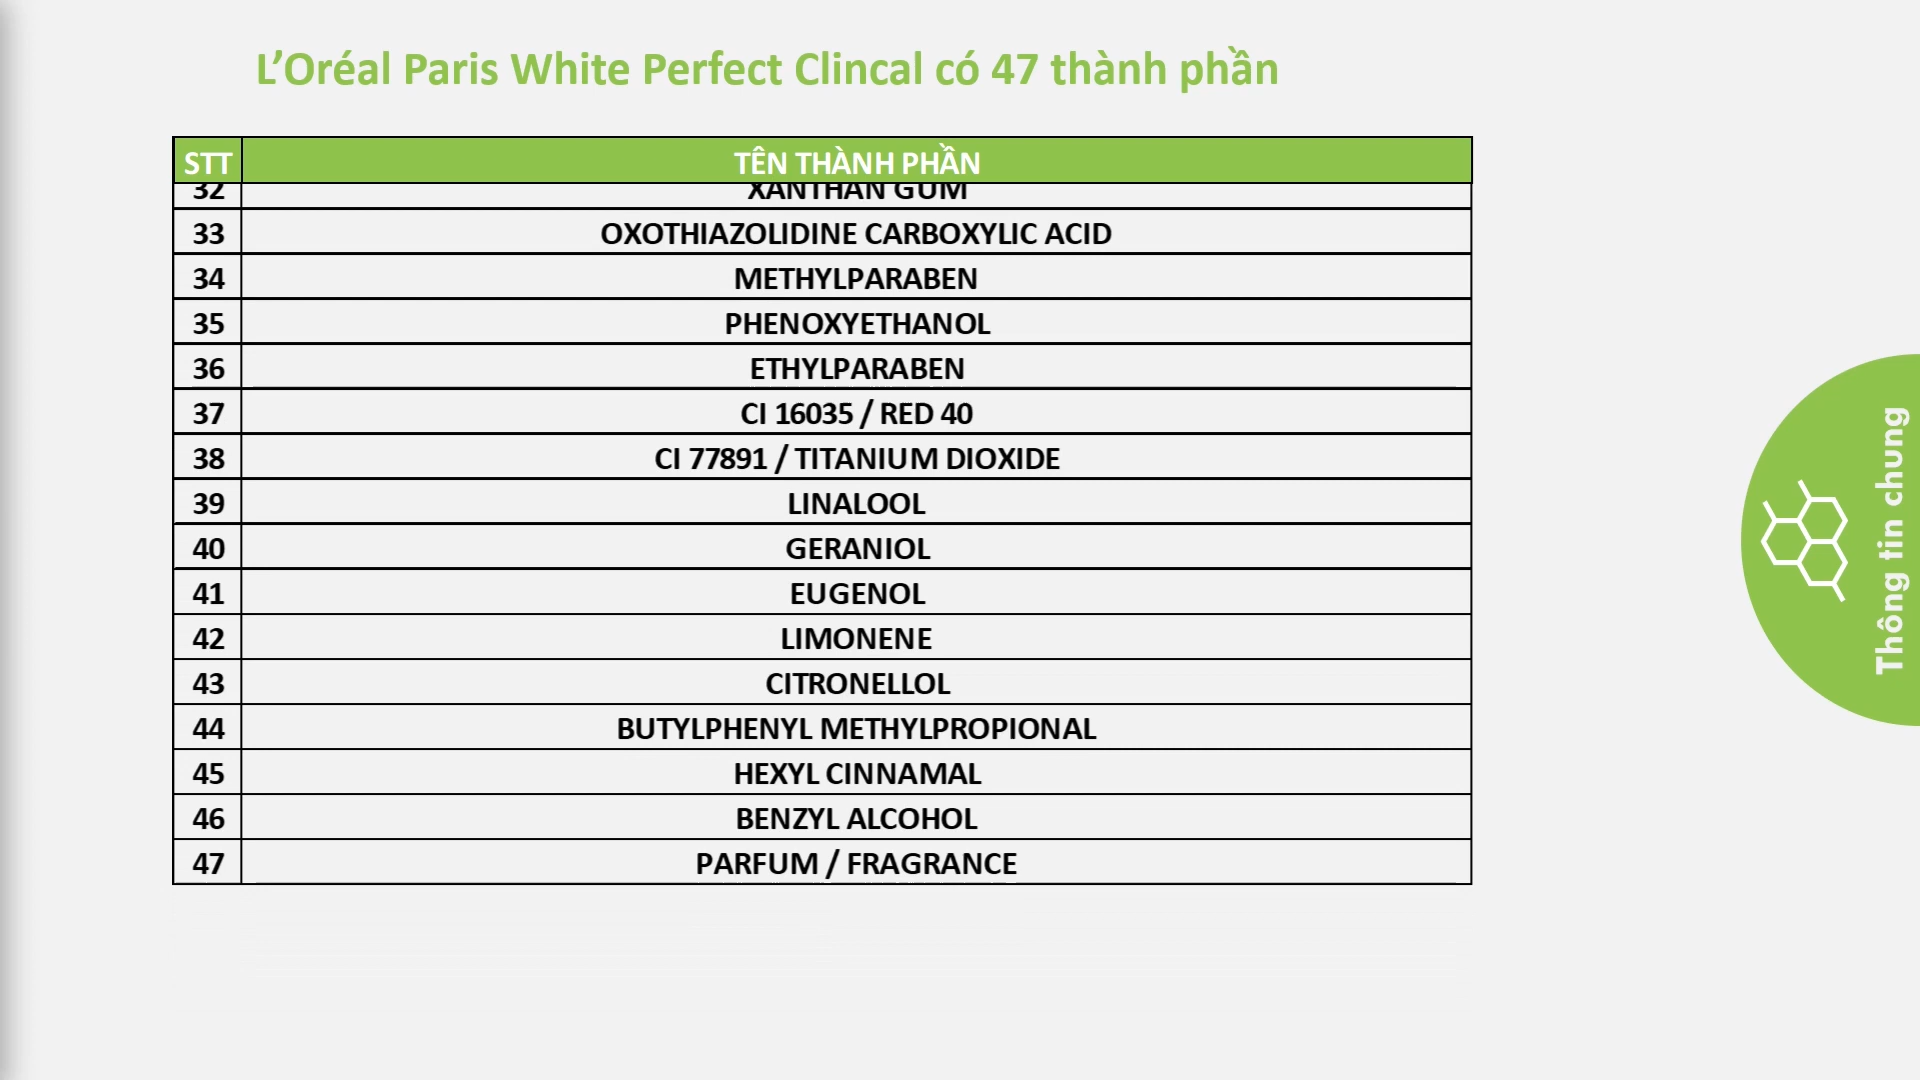 L’Oréal Paris White Perfect Clincal có 47 thành phần
STT TÊN THÀNH PHẦN
32 XANTHAN GUM
33 OXOTHIAZOLIDINE CARBOXYLIC ACID
34 METHYLPARABEN
35 PHENOXYETHANOL
36 ETHYLPARABEN
37 CI 16035 / RED 40
38 CI 77891 / TITANIUM DIOXIDE
39 LINALOOL
40 GERANIOL
41 EUGENOL
42 LIMONENE
43 CITRONELLOL
44 BUTYLPHENYL METHYLPROPIONAL
45 HEXYL CINNAMAL
46 BENZYL ALCOHOL
47 PARFUM / FRAGRANCE
Thông tin chung